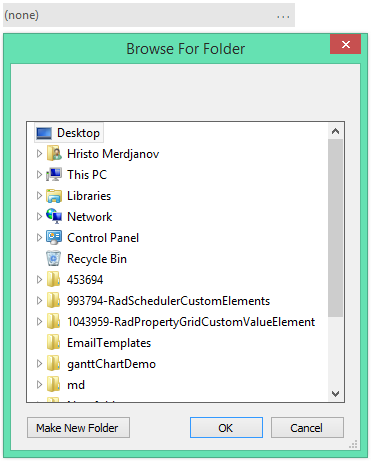 (none) ...
Browse For Folder
Desktop
Hristo Merdjanov
This PC
Libraries
Network
Control Panel
Recycle Bin
453694
993794-RadSchedulerCustomElements
1043959-RadPropertyGridCustomValueElement
EmailTemplates
ganttChartDemo
md
Make New Folder OK Cancel